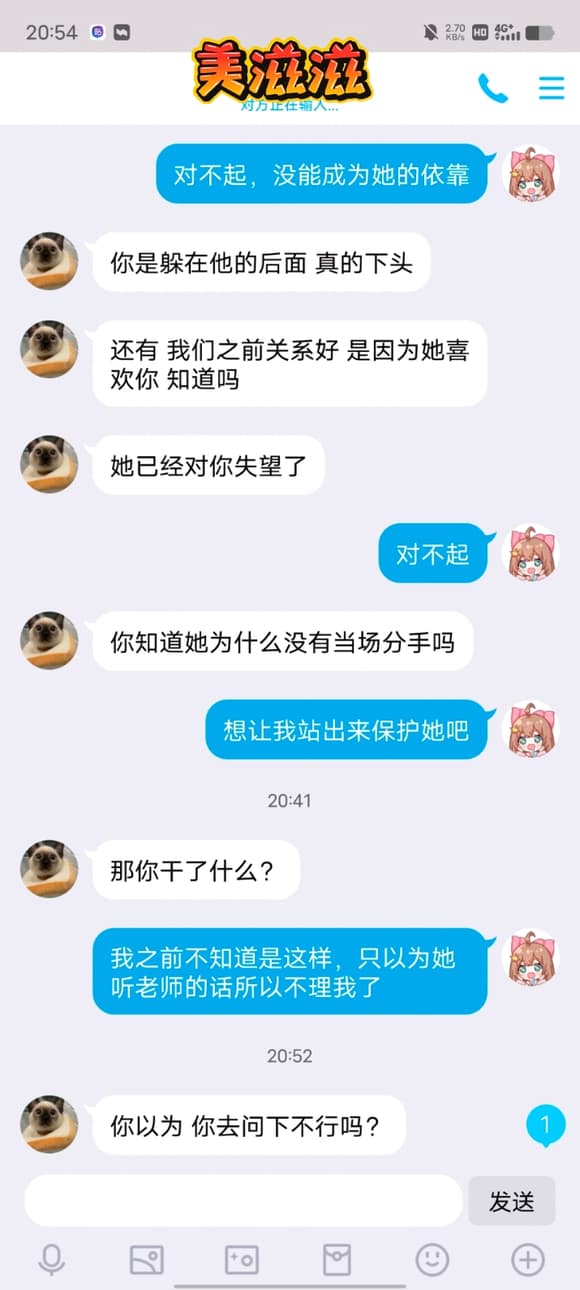 20:54
2.70
KB/s
HD
4G+
美滋滋
对方正在输入...
对不起，没能成为她的依靠
你是躲在他的后面 真的下头
还有 我们之前关系好 是因为她喜
欢你 知道吗
她已经对你失望了
对不起
你知道她为什么没有当场分手吗
想让我站出来保护她吧
20:41
那你干了什么？
我之前不知道是这样，只以为她
听老师的话所以不理我了
20:52
你以为 你去问下不行吗？
1
发送